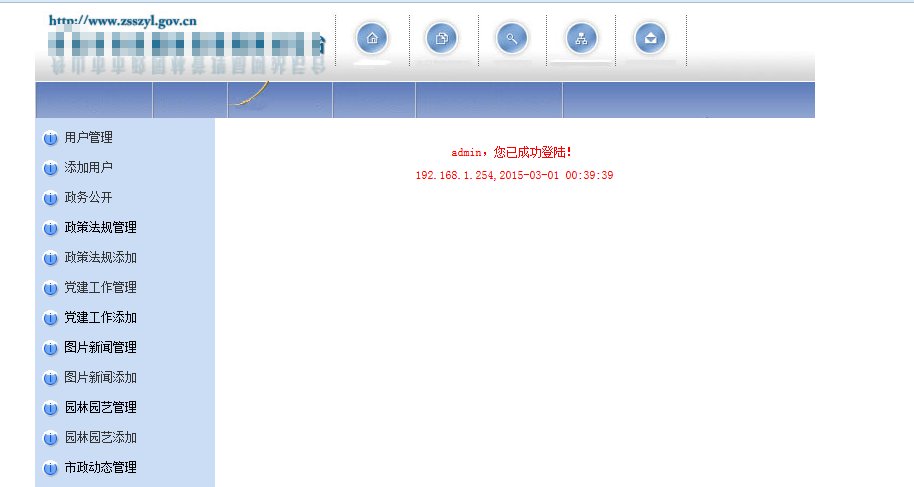 http://www.zsszyl.gov.cn
台
admin，您已成功登陆！
192.168.1.254,2015-03-01 00:39:39
用户管理
添加用户
政务公开
政策法规管理
政策法规添加
党建工作管理
党建工作添加
图片新闻管理
图片新闻添加
园林园艺管理
园林园艺添加
市政动态管理